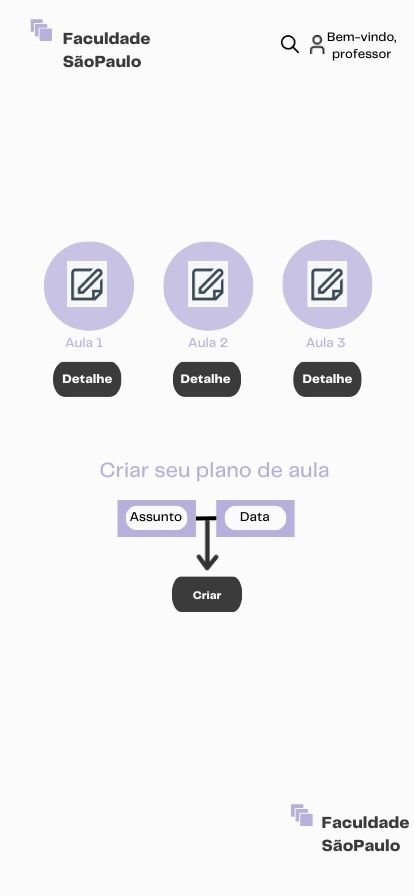 Faculdade
SãoPaulo
Bem-vindo,
professor
Aula 1
Aula 2
Aula 3
Detalhe
Detalhe
Detalhe
Criar seu plano de aula
Assunto
Data
Criar
Faculdade
SãoPaulo